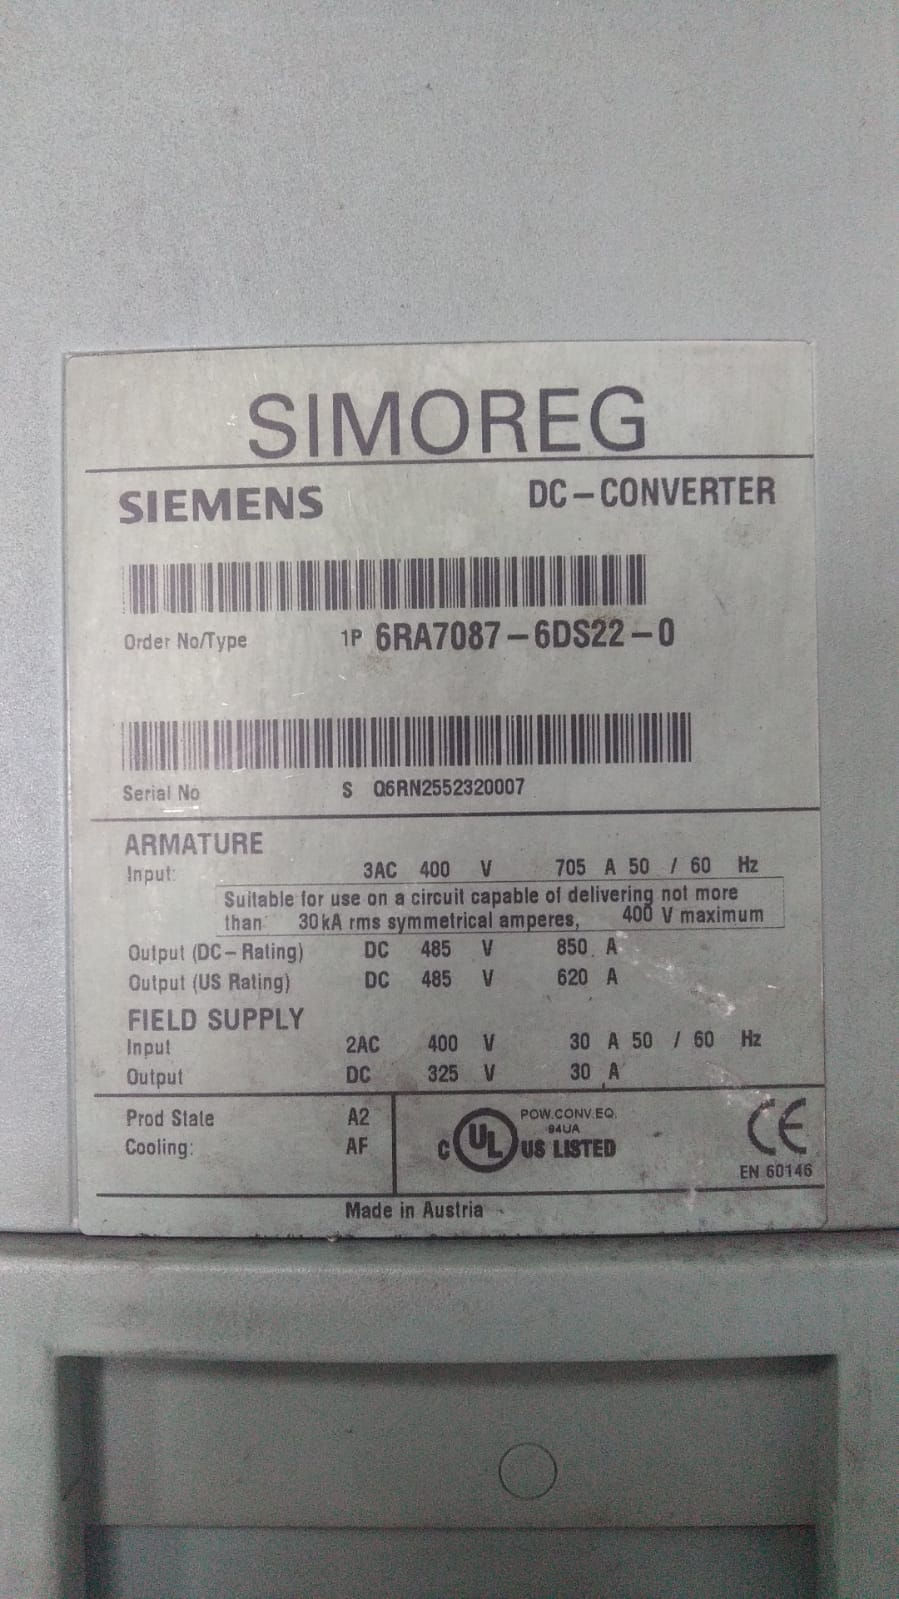 SIMOREG
SIEMENS DC-CONVERTER
Order No/Type 1P 6RA7087-6DS22-0
Serial No S Q6RN2552320007
ARMATURE
Input: 3AC 400 V 705 A 50 / 60 Hz
Suitable for use on a circuit capable of delivering not more
than 30kA rms symmetrical amperes, 400 V maximum
Output (DC-Rating) DC 485 V 850 A
Output (US Rating) DC 485 V 620 A
FIELD SUPPLY
Input 2AC 400 V 30 A 50 / 60 Hz
Output DC 325 V 30 A
Prod State A2
Cooling: AF
POW.CONV.EQ.
94UA
C UL US LISTED
CE
EN 60146
Made in Austria